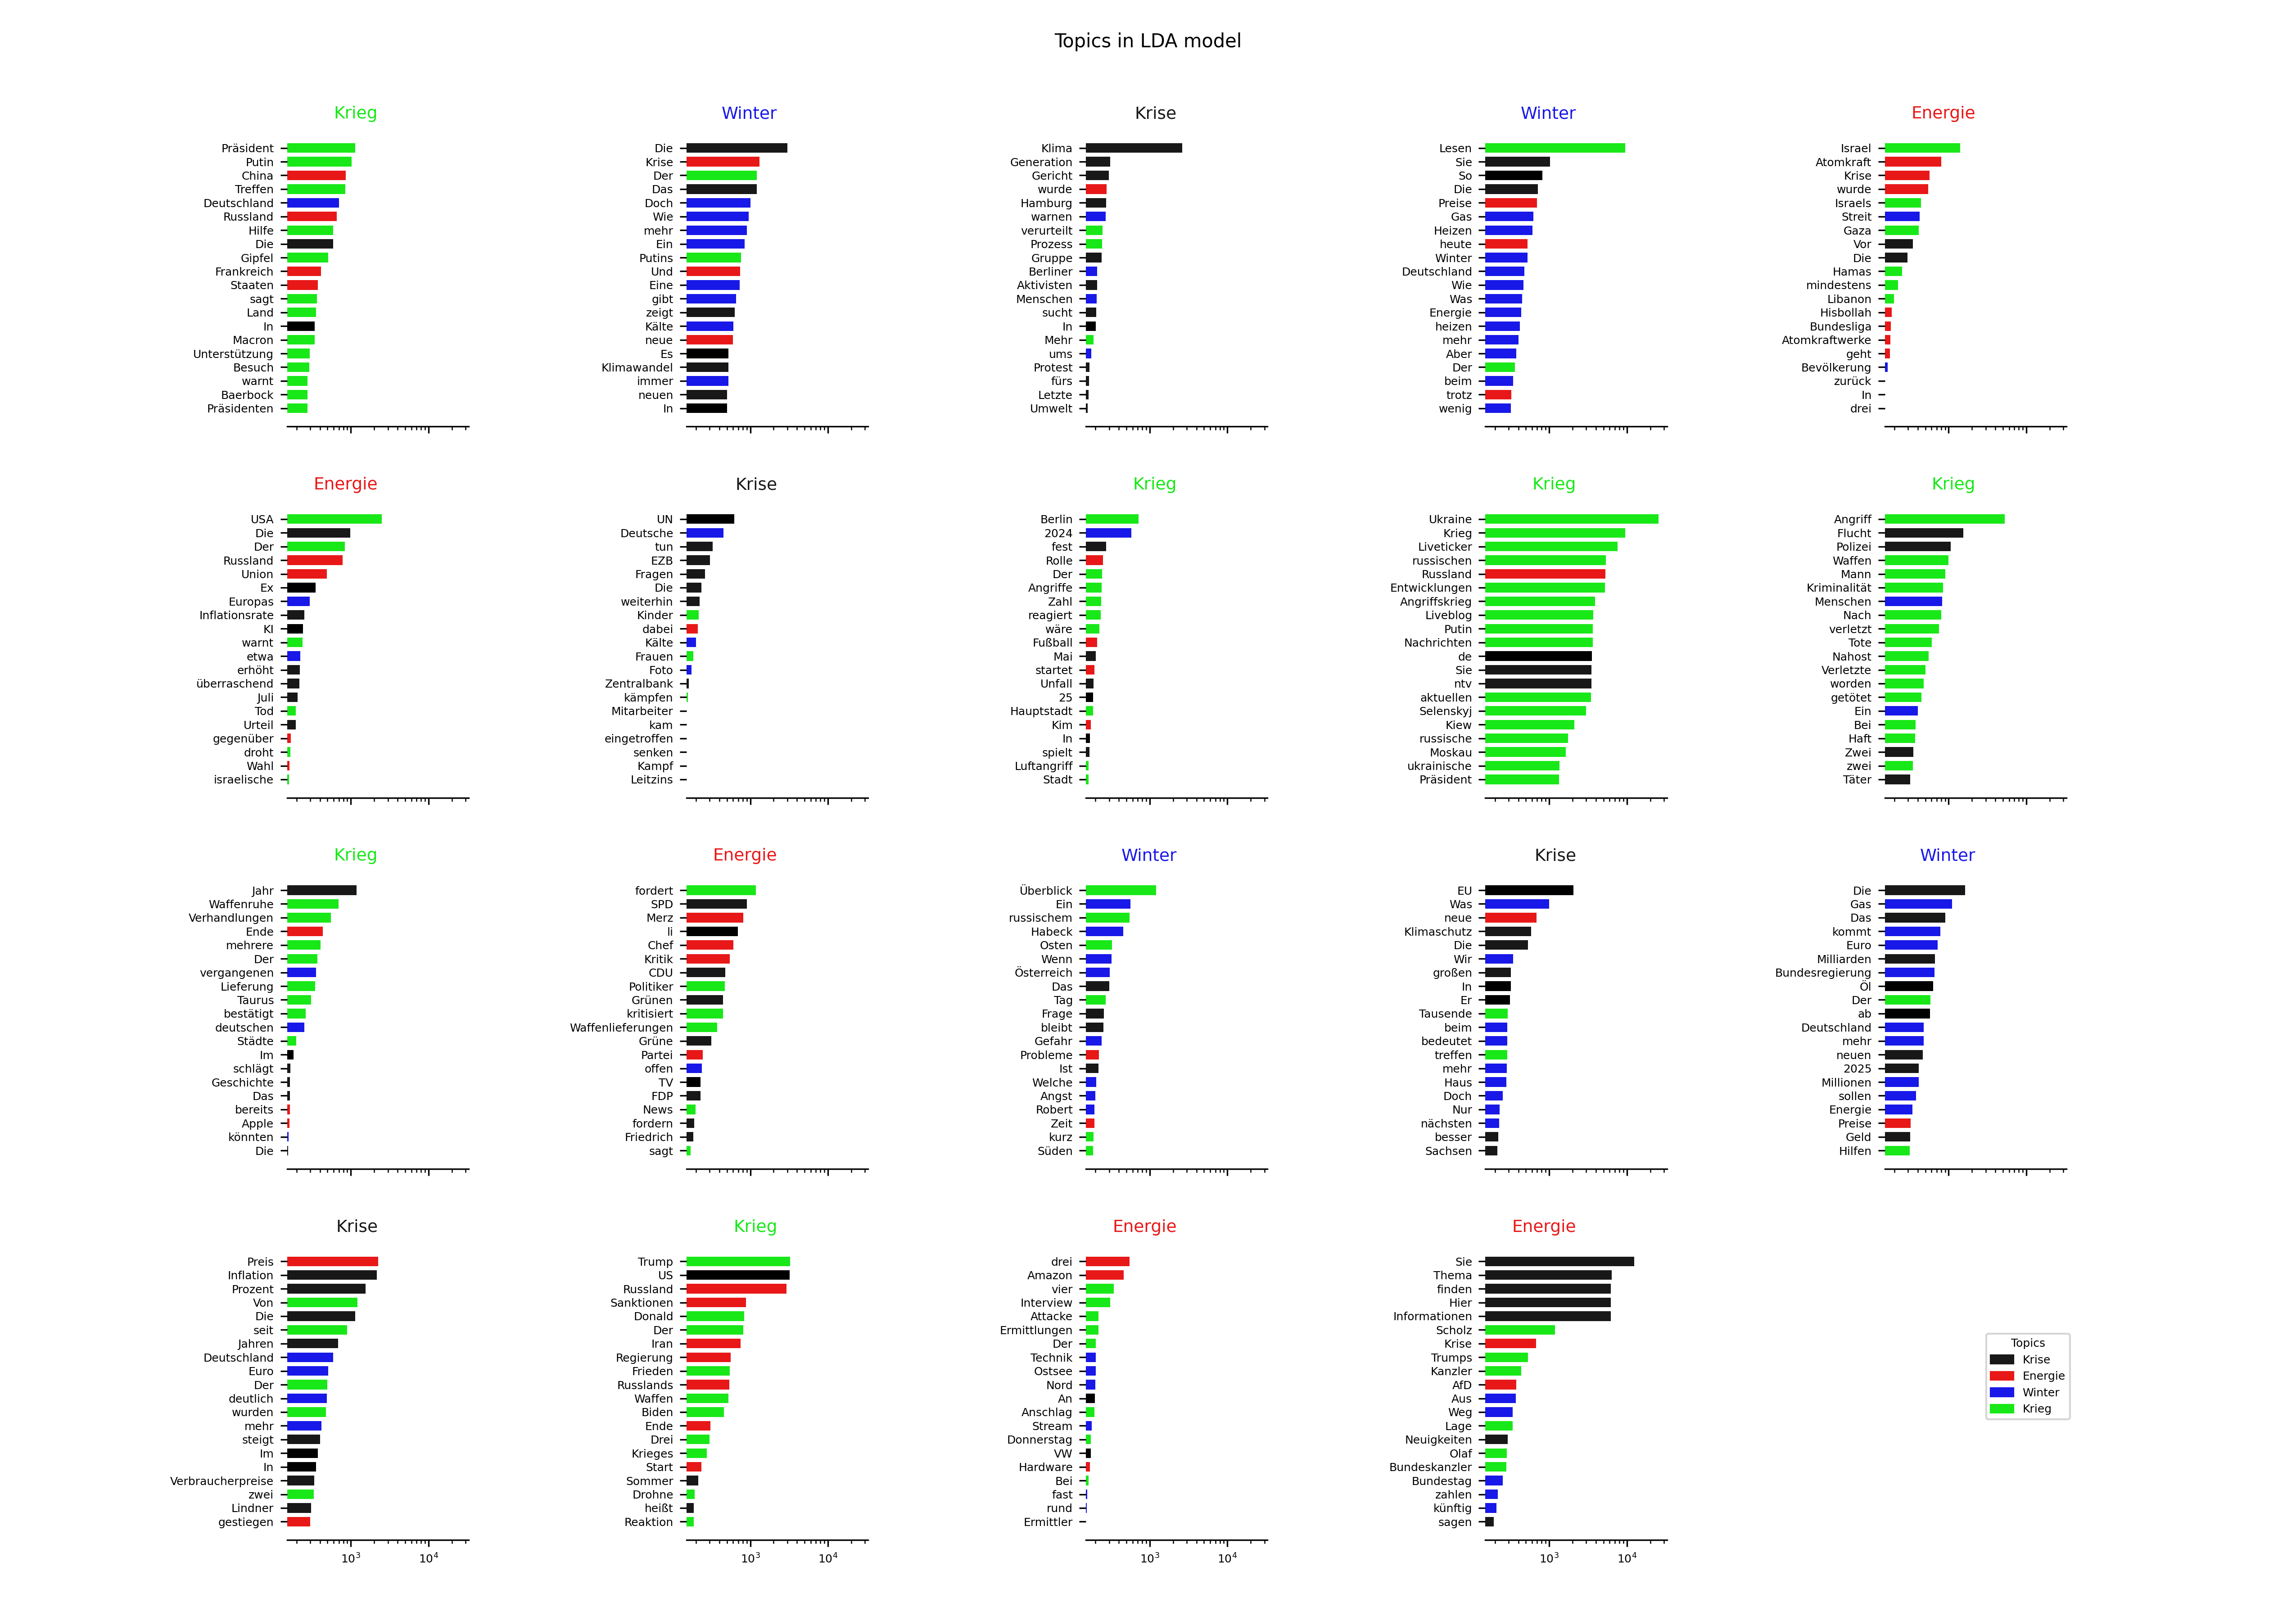 Topics in LDA model
Krieg
Präsident
Putin
China
Treffen
Deutschland
Russland
Hilfe
Die
Gipfel
Frankreich
Staaten
sagt
Land
In
Macron
Unterstützung
Besuch
warnt
Baerbock
Präsidenten
Winter
Die
Krise
Der
Das
Doch
Wie
mehr
Ein
Putins
Und
Eine
gibt
zeigt
Kälte
neue
Es
Klimawandel
immer
neuen
In
Krise
Klima
Generation
Gericht
wurde
Hamburg
warnen
verurteilt
Prozess
Gruppe
Berliner
Aktivisten
Menschen
sucht
In
Mehr
ums
Protest
fürs
Letzte
Umwelt
Winter
Lesen
Sie
So
Die
Preise
Gas
Heizen
heute
Winter
Deutschland
Wie
Was
Energie
heizen
mehr
Aber
Der
beim
trotz
wenig
Energie
Israel
Atomkraft
Krise
wurde
Israels
Streit
Gaza
Vor
Die
Hamas
mindestens
Libanon
Hisbollah
Bundesliga
Atomkraftwerke
geht
Bevölkerung
zurück
In
drei
Energie
USA
Die
Der
Russland
Union
Ex
Europas
Inflationsrate
KI
warnt
etwa
erhöht
überraschend
Juli
Tod
Urteil
gegenüber
droht
Wahl
israelische
Krise
UN
Deutsche
tun
EZB
Fragen
Die
weiterhin
Kinder
dabei
Kälte
Frauen
Foto
Zentralbank
kämpfen
Mitarbeiter
kam
eingetroffen
senken
Kampf
Leitzins
Krieg
Berlin
2024
fest
Rolle
Der
Angriffe
Zahl
reagiert
wäre
Fußball
Mai
startet
Unfall
25
Hauptstadt
Kim
In
spielt
Luftangriff
Stadt
Krieg
Ukraine
Krieg
Liveticker
russischen
Russland
Entwicklungen
Angriffskrieg
Liveblog
Putin
Nachrichten
de
Sie
ntv
aktuellen
Selenskyj
Kiew
russische
Moskau
ukrainische
Präsident
Krieg
Angriff
Flucht
Polizei
Waffen
Mann
Kriminalität
Menschen
Nach
verletzt
Tote
Nahost
Verletzte
worden
getötet
Ein
Bei
Haft
Zwei
zwei
Täter
Krieg
Jahr
Waffenruhe
Verhandlungen
Ende
mehrere
Der
vergangenen
Lieferung
Taurus
bestätigt
deutschen
Städte
Im
schlägt
Geschichte
Das
bereits
Apple
könnten
Die
Energie
fordert
SPD
Merz
li
Chef
Kritik
CDU
Politiker
Grünen
kritisiert
Waffenlieferungen
Grüne
Partei
offen
TV
FDP
News
fordern
Friedrich
sagt
Winter
Überblick
Ein
russischem
Habeck
Osten
Wenn
Österreich
Das
Tag
Frage
bleibt
Gefahr
Probleme
Ist
Welche
Angst
Robert
Zeit
kurz
Süden
Krise
EU
Was
neue
Klimaschutz
Die
Wir
großen
In
Er
Tausende
beim
bedeutet
treffen
mehr
Haus
Doch
Nur
nächsten
besser
Sachsen
Winter
Die
Gas
Das
kommt
Euro
Milliarden
Bundesregierung
Öl
Der
ab
Deutschland
mehr
neuen
2025
Millionen
sollen
Energie
Preise
Geld
Hilfen
Krise
Preis
Inflation
Prozent
Von
Die
seit
Jahren
Deutschland
Euro
Der
deutlich
wurden
mehr
steigt
Im
In
Verbraucherpreise
zwei
Lindner
gestiegen
10³ 10⁴
Krieg
Trump
US
Russland
Sanktionen
Donald
Der
Iran
Regierung
Frieden
Russlands
Waffen
Biden
Ende
Drei
Krieges
Start
Sommer
Drohne
heißt
Reaktion
10³ 10⁴
Energie
drei
Amazon
vier
Interview
Attacke
Ermittlungen
Der
Technik
Ostsee
Nord
An
Anschlag
Stream
Donnerstag
VW
Hardware
Bei
fast
rund
Ermittler
10³ 10⁴
Energie
Sie
Thema
finden
Hier
Informationen
Scholz
Krise
Trumps
Kanzler
AfD
Aus
Weg
Lage
Neuigkeiten
Olaf
Bundeskanzler
Bundestag
zahlen
künftig
sagen
10³ 10⁴
Topics
Krise
Energie
Winter
Krieg